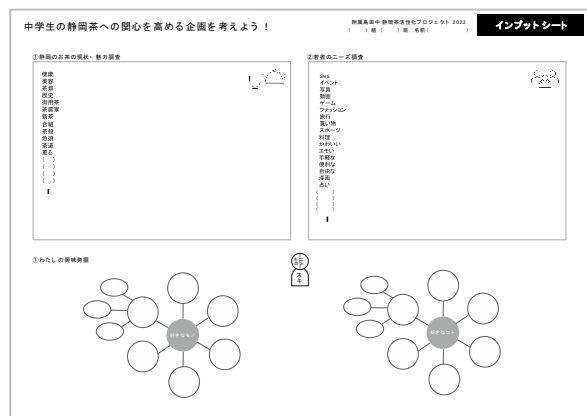 中学生の静岡茶への関心を高める企画を考えよう！
附属島田中 静岡茶活性化プロジェクト 2022
（　　）組（　　）班 名前（　　　　　　　）
インプットシート
①静岡のお茶の現状・魅力調査
健康
美容
茶畑
歴史
御用茶
茶農家
新茶
合組
茶殻
急須
茶道
薫る
（　　）
（　　）
（　　）
（　　）
②若者のニーズ調査
SNS
イベント
写真
動画
ゲーム
ファッション
旅行
買い物
スポーツ
料理
かわいい
エモい
手軽な
便利な
自由な
漫画
占い
（　　）
（　　）
（　　）
（　　）
①わたしの興味発掘
スキ
好きなモノ
好きなコト